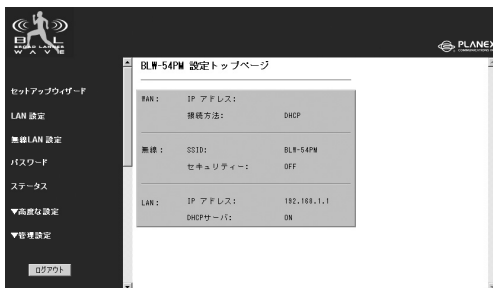 BL
BROAD LANNER
WAVE
PLANEX
BLW-54PM 設定トップページ
セットアップウィザード
LAN 設定
無線LAN 設定
パスワード
ステータス
▼高度な設定
▼管理設定
ログアウト
WAN: IP アドレス:
接続方法: DHCP
無線: SSID: BLW-54PM
セキュリティー: OFF
LAN: IP アドレス: 192.168.1.1
DHCPサーバ: ON